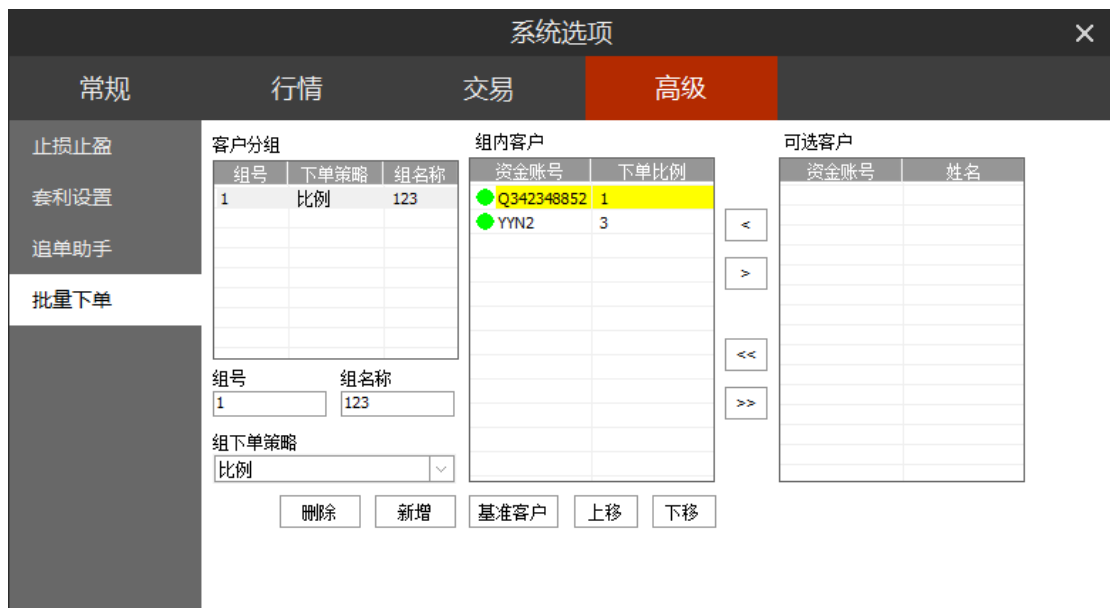 系统选项
常规 行情 交易 高级
止损止盈
套利设置
追单助手
批量下单
客户分组
组号 下单策略 组名称
1 比例 123
组号 组名称
1 123
组下单策略
比例
删除 新增
组内客户
资金账号 下单比例
Q342348852 1
YYN2 3
基准客户 上移 下移
<
>
<<
>>
可选客户
资金账号 姓名